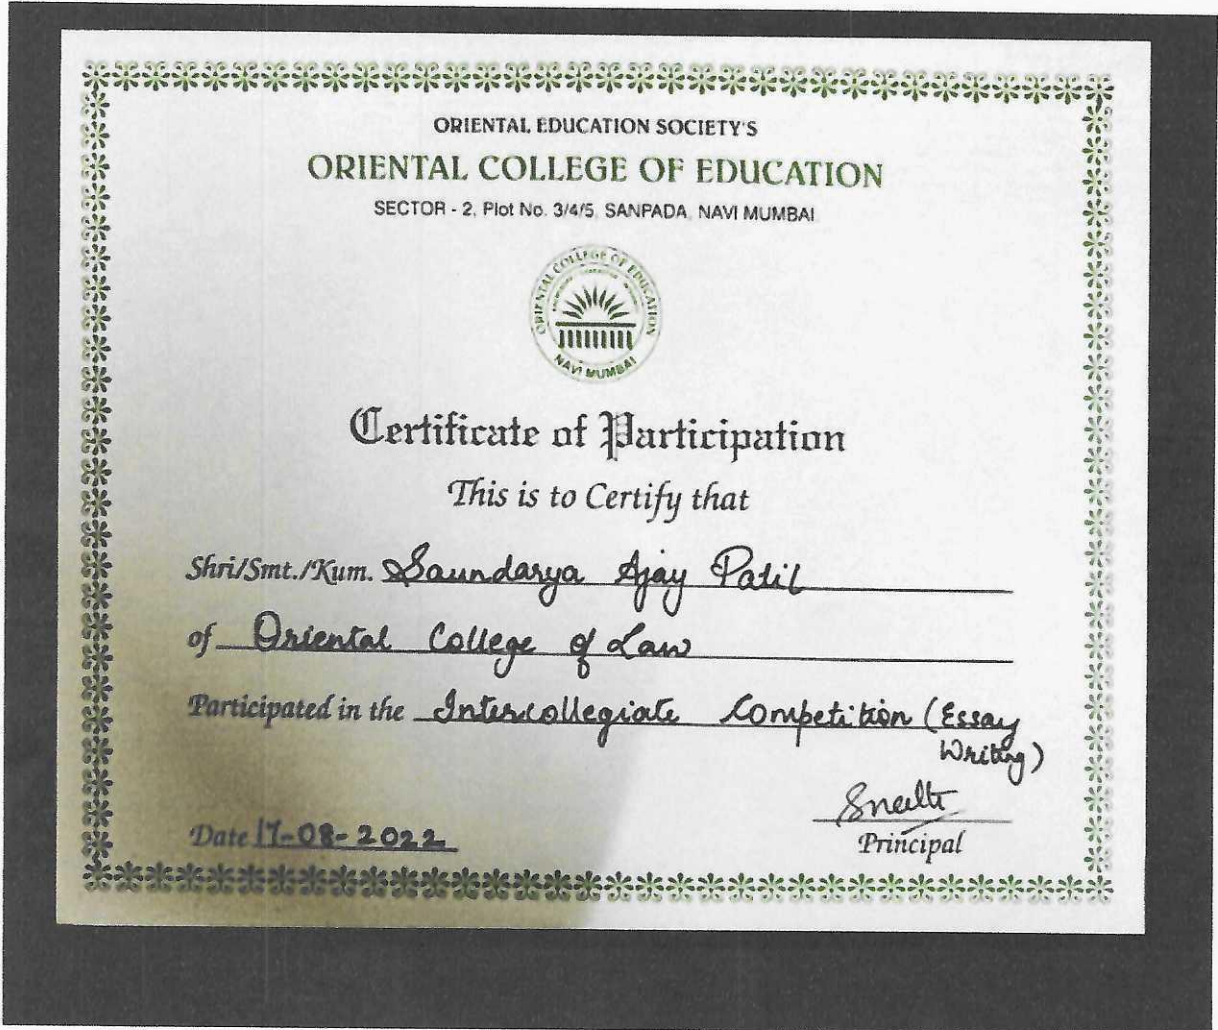 ORIENTAL EDUCATION SOCIETY'S
ORIENTAL COLLEGE OF EDUCATION
SECTOR - 2, Plot No. 3/4/5, SANPADA, NAVI MUMBAI
ORIENTAL COLLEGE OF EDUCATION
NAVI MUMBAI
Certificate of Participation
This is to Certify that
Shri/Smt./Kum. Saundarya Ajay Patil
of Oriental College of Law
Participated in the Intercollegiate Competition (Essay
Writing)
Date 17-08-2022
Principal